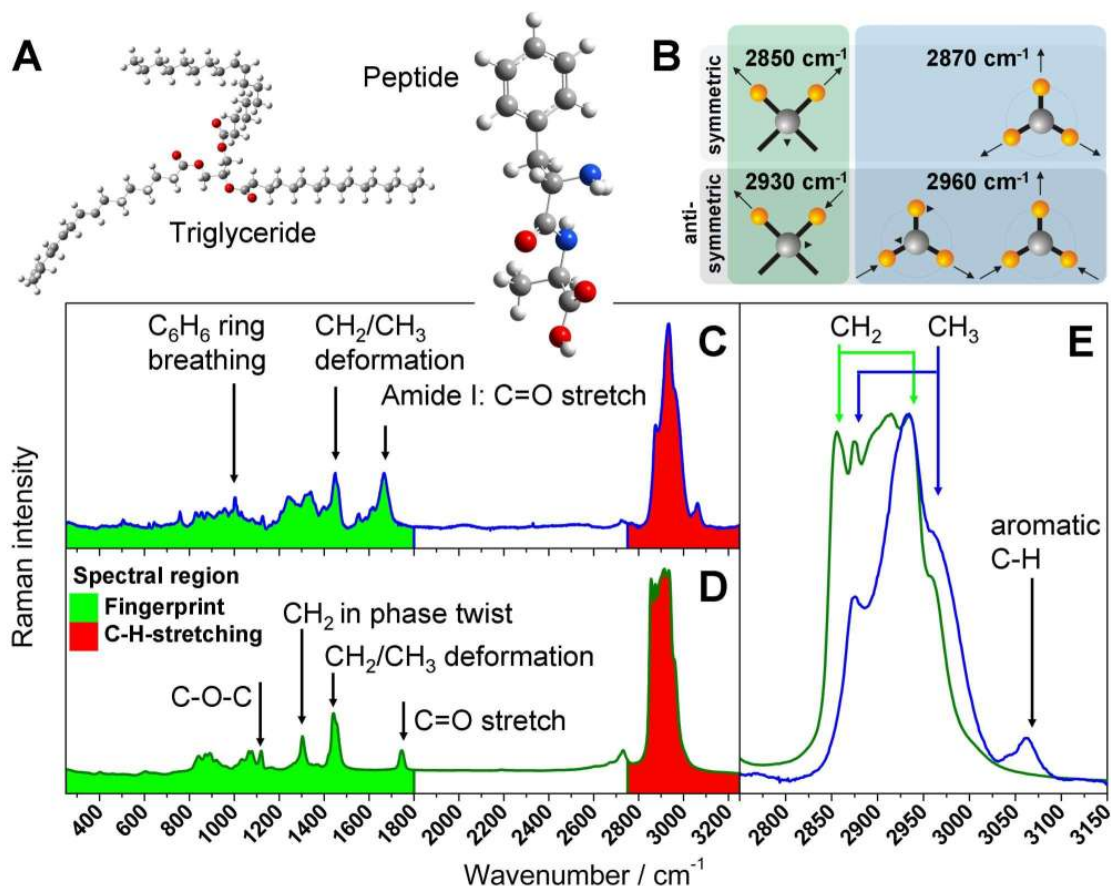 A
Triglyceride
Peptide
B
symmetric
anti-
symmetric
2850 cm⁻¹
2870 cm⁻¹
2930 cm⁻¹
2960 cm⁻¹
C
C₆H₆ ring
breathing
CH₂/CH₃
deformation
Amide I: C=O stretch
D
Spectral region
Fingerprint
C-H-stretching
C-O-C
CH₂ in phase twist
CH₂/CH₃ deformation
C=O stretch
Raman intensity
400 600 800 1000 1200 1400 1600 1800 2000 2200 2400 2600 2800 3000 3200
E
CH₂
CH₃
aromatic
C-H
2800 2850 2900 2950 3000 3050 3100 3150
Wavenumber / cm⁻¹